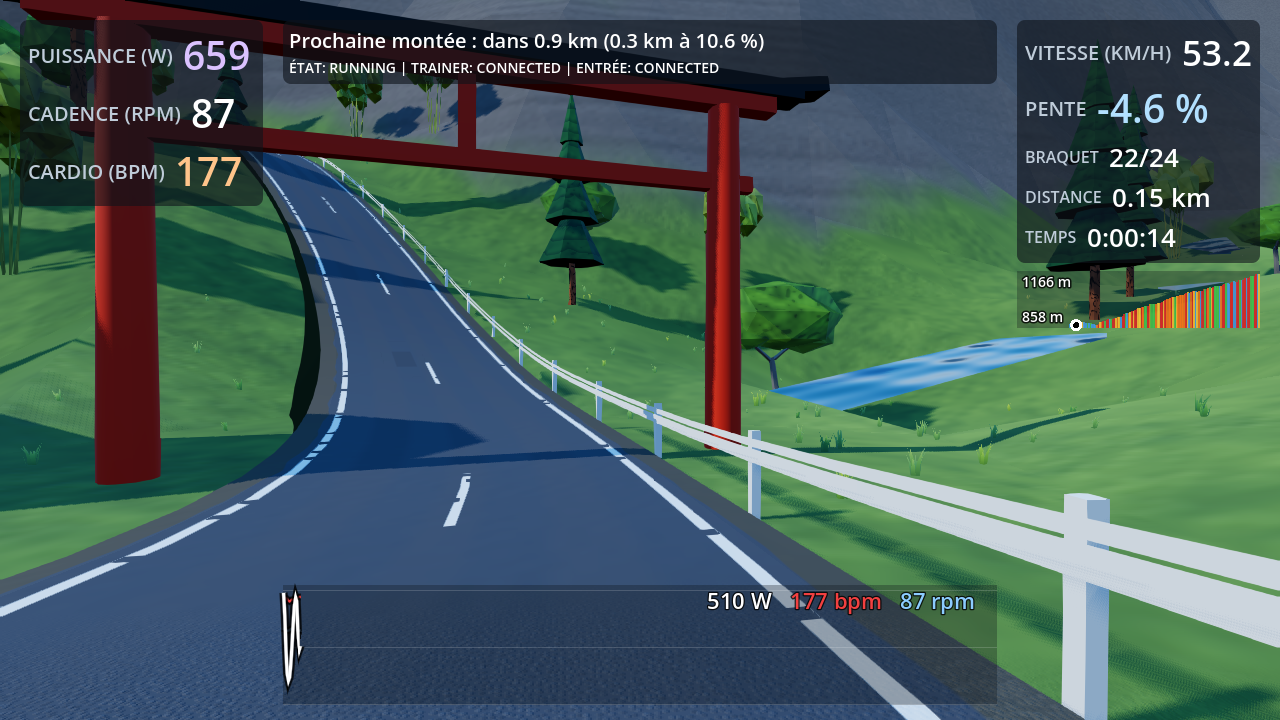 PUISSANCE (W) 659
CADENCE (RPM) 87
CARDIO (BPM) 177
Prochaine montée : dans 0.9 km (0.3 km à 10.6 %)
ÉTAT: RUNNING | TRAINER: CONNECTED | ENTRÉE: CONNECTED
VITESSE (KM/H) 53.2
PENTE -4.6 %
BRAQUET 22/24
DISTANCE 0.15 km
TEMPS 0:00:14
1166 m
858 m
510 W 177 bpm 87 rpm